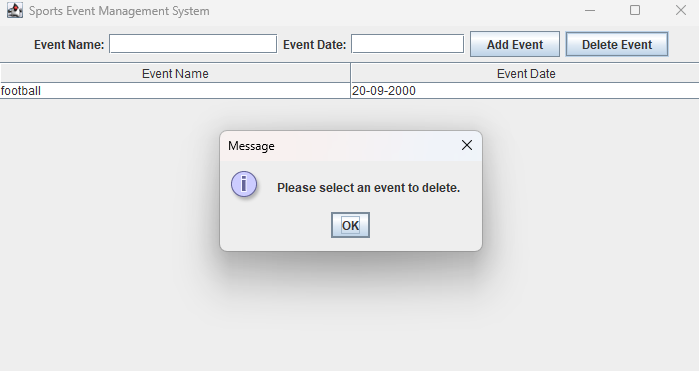 Sports Event Management System
Event Name: Event Date: Add Event Delete Event
Event Name Event Date
football 20-09-2000
Message
i Please select an event to delete.
OK